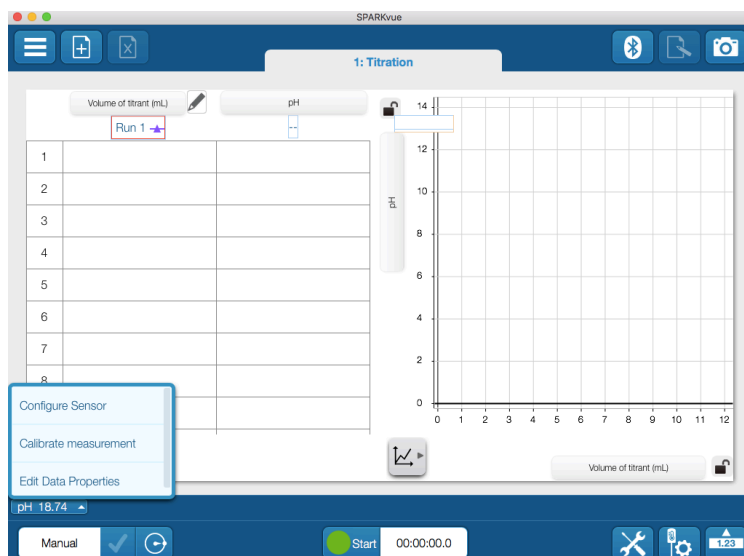 SPARKvue
1: Titration
Volume of titrant (mL)
pH
Run 1
--
1
2
3
4
5
6
7
8
14
12
10
8
6
4
2
0
pH
0 1 2 3 4 5 6 7 8 9 10 11 12
Volume of titrant (mL)
Configure Sensor
Calibrate measurement
Edit Data Properties
pH 18.74
Manual
Start
00:00:00.0
1.23